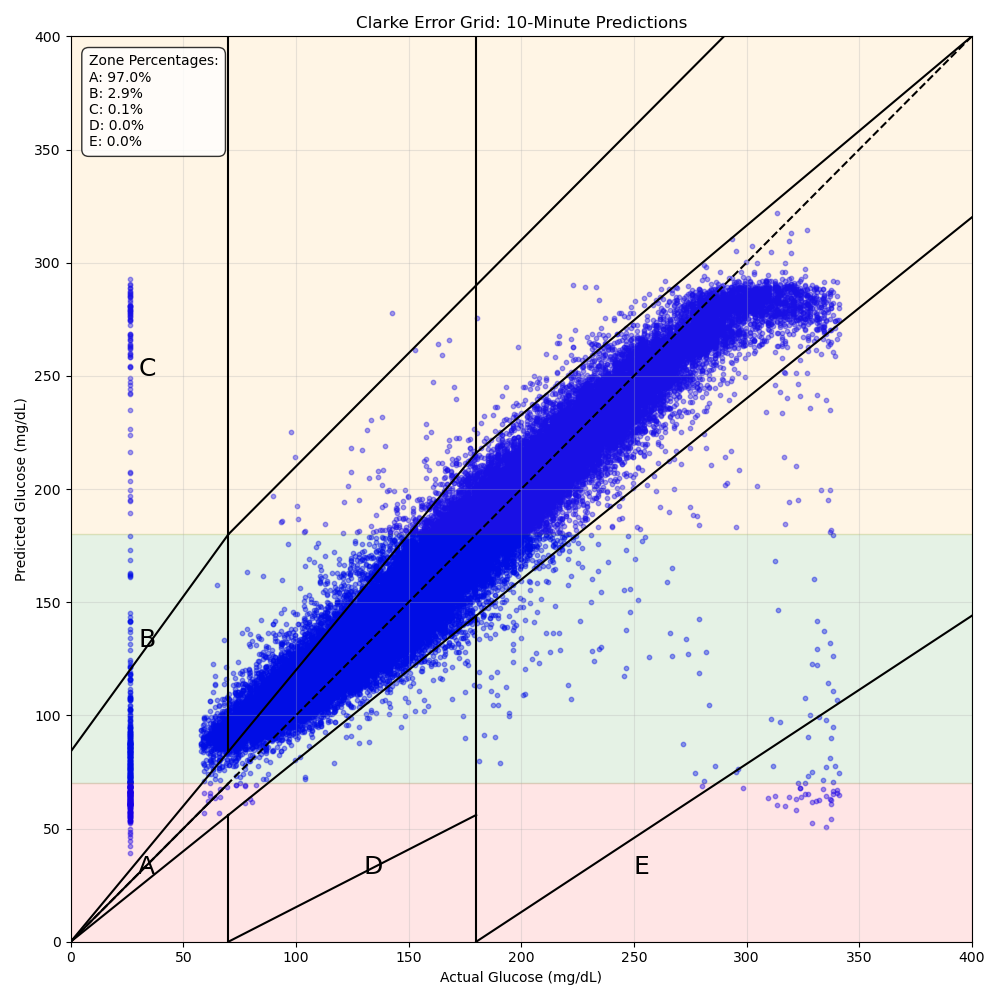 Clarke Error Grid: 10-Minute Predictions
Zone Percentages:
A: 97.0%
B: 2.9%
C: 0.1%
D: 0.0%
E: 0.0%
400
350
300
250
200
150
100
50
0
Predicted Glucose (mg/dL)
C
B
A
D
E
0
50
100
150
200
250
300
350
400
Actual Glucose (mg/dL)